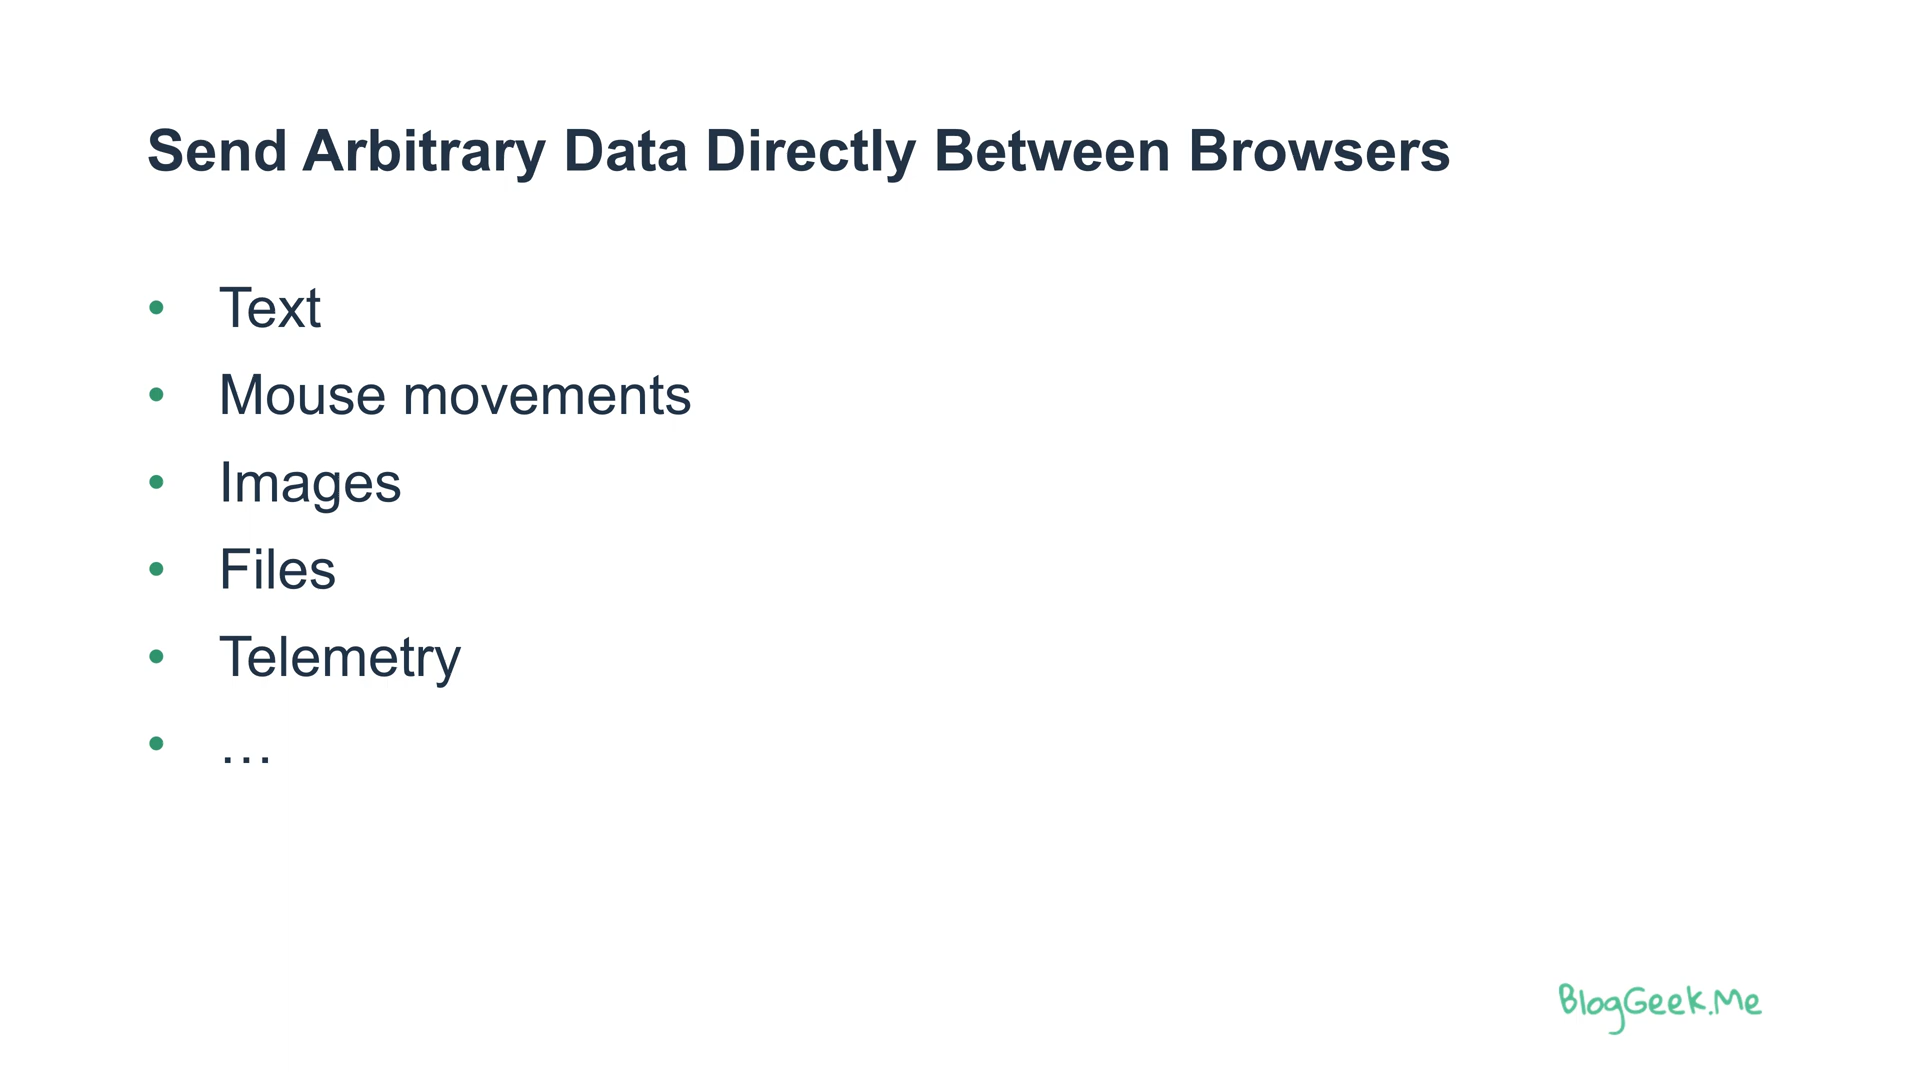 Send Arbitrary Data Directly Between Browsers
• Text
• Mouse movements
• Images
• Files
• Telemetry
• …
BlogGeek.Me